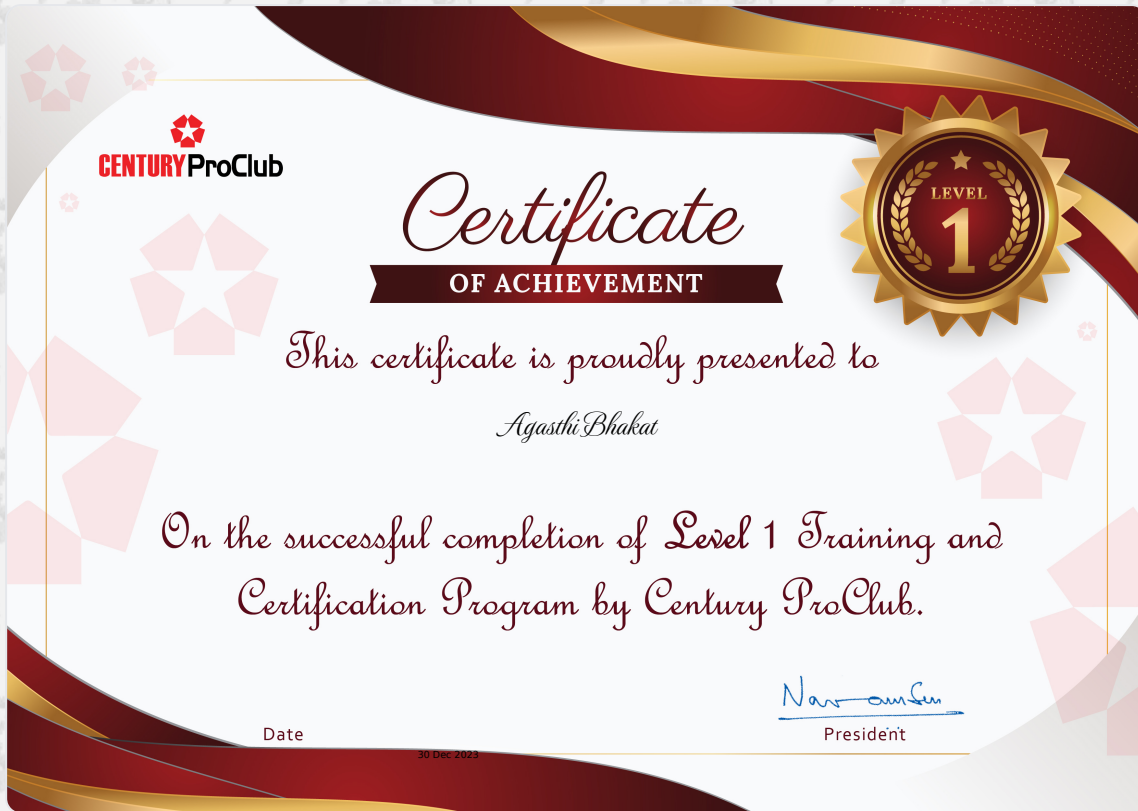 CENTURY ProClub
LEVEL
1
Certificate
OF ACHIEVEMENT
This certificate is proudly presented to
Agasthi Bhakat
On the successful completion of Level 1 Training and
Certification Program by Century ProClub.
Date
President
30 Dec 2023